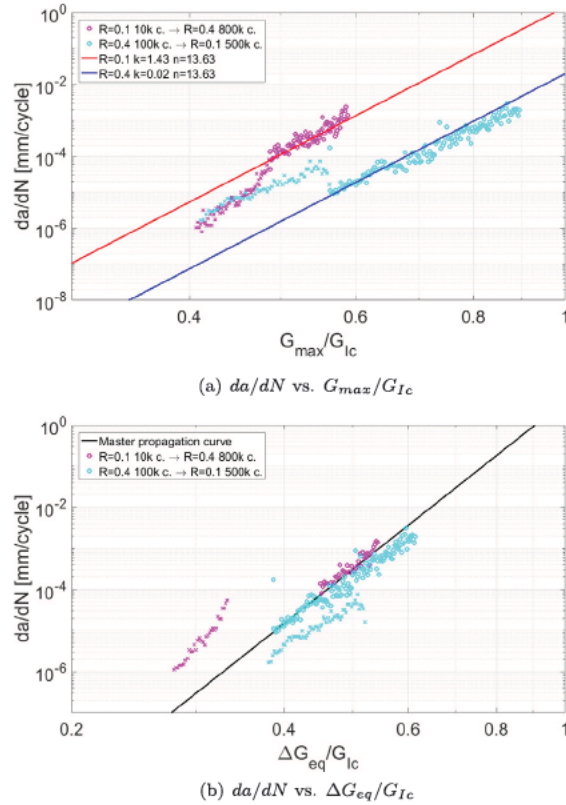 10^0
R=0.1 10k c. → R=0.4 800k c.
R=0.4 100k c. → R=0.1 500k c.
R=0.1 k=1.43 n=13.63
R=0.4 k=0.02 n=13.63
10^-2
10^-4
10^-6
10^-8
da/dN [mm/cycle]
0.4 0.6 0.8 1
G_max/G_Ic
(a) da/dN vs. G_max/G_Ic
10^0
Master propagation curve
R=0.1 10k c. → R=0.4 800k c.
R=0.4 100k c. → R=0.1 500k c.
10^-2
10^-4
10^-6
da/dN [mm/cycle]
0.2 0.4 0.6 0.8 1
ΔG_eq/G_Ic
(b) da/dN vs. ΔG_eq/G_Ic